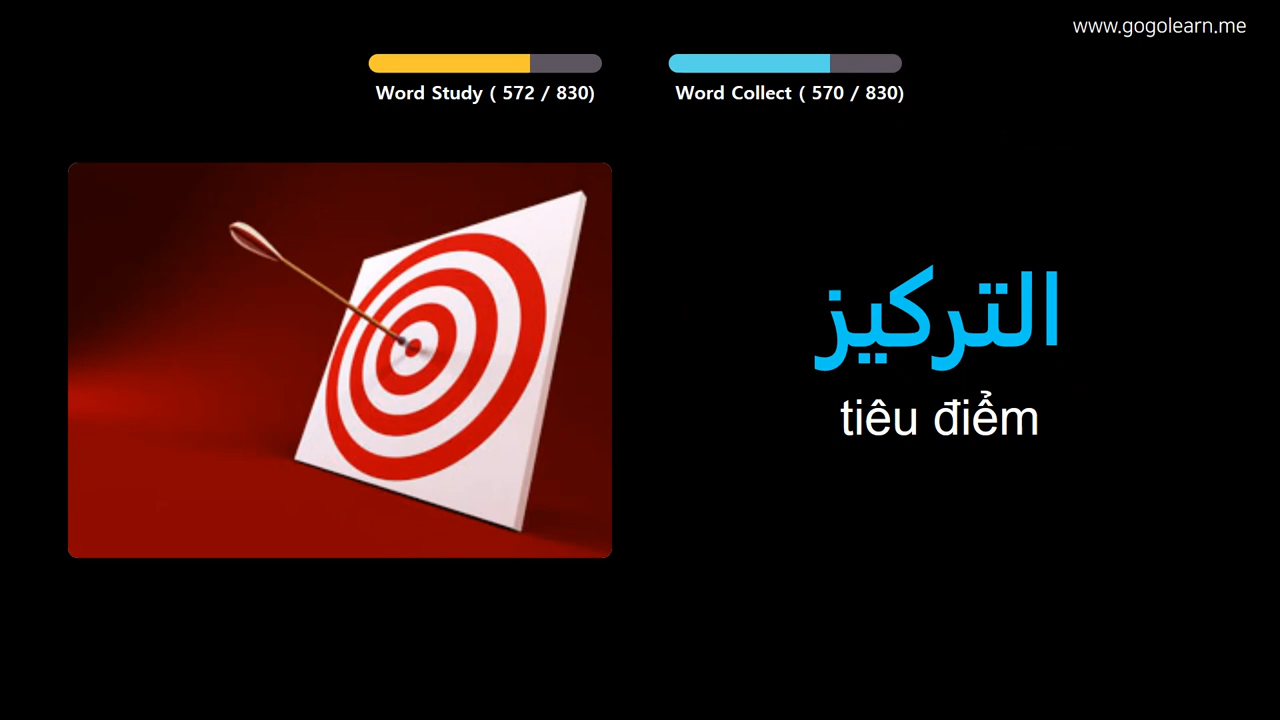 www.gogolearn.me
Word Study ( 572 / 830)
Word Collect ( 570 / 830)
التركيز
tiêu điểm